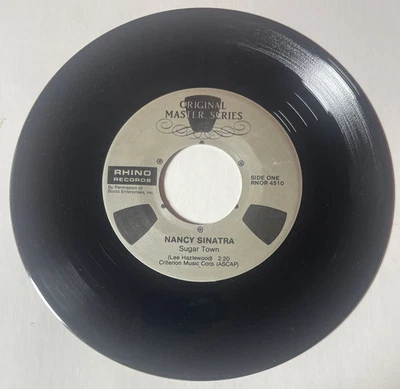 ORIGINAL
MASTER SERIES
RHINO
RECORDS
By Permission of
Boots Enterprises, Inc.
SIDE ONE
RNOR 4510
NANCY SINATRA
Sugar Town
(Lee Hazlewood) 2:20
Criterion Music Corp. (ASCAP)